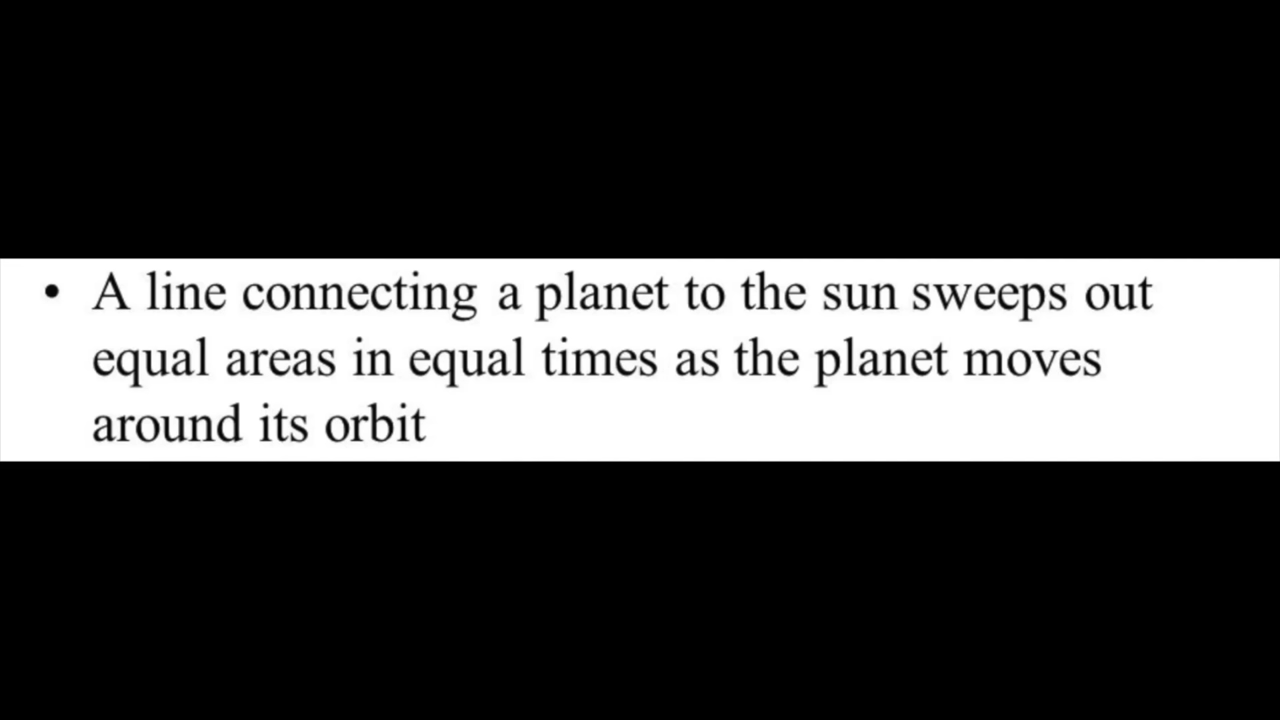 • A line connecting a planet to the sun sweeps out
equal areas in equal times as the planet moves
around its orbit